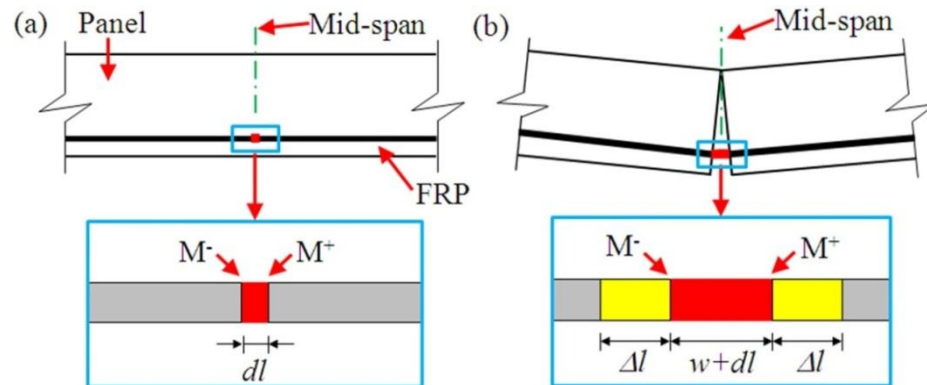 (a)
Panel
Mid-span
FRP
M⁻
M⁺
dl
(b)
Mid-span
M⁻
M⁺
Δl
w+dl
Δl